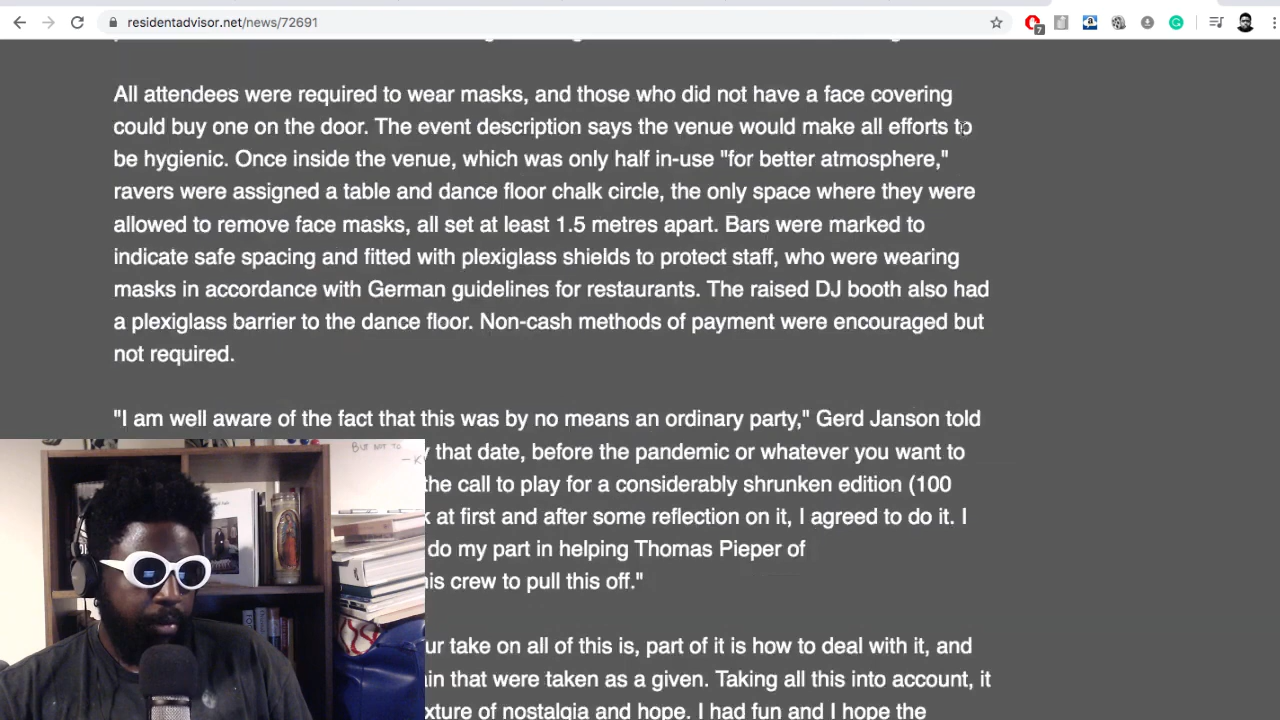 residentadvisor.net/news/72691
7
All attendees were required to wear masks, and those who did not have a face covering
could buy one on the door. The event description says the venue would make all efforts to
be hygienic. Once inside the venue, which was only half in-use "for better atmosphere,"
ravers were assigned a table and dance floor chalk circle, the only space where they were
allowed to remove face masks, all set at least 1.5 metres apart. Bars were marked to
indicate safe spacing and fitted with plexiglass shields to protect staff, who were wearing
masks in accordance with German guidelines for restaurants. The raised DJ booth also had
a plexiglass barrier to the dance floor. Non-cash methods of payment were encouraged but
not required.
"I am well aware of the fact that this was by no means an ordinary party," Gerd Janson told
BUT NOT TO
that date, before the pandemic or whatever you want to
the call to play for a considerably shrunken edition (100
at first and after some reflection on it, I agreed to do it. I
do my part in helping Thomas Pieper of
crew to pull this off."
take on all of this is, part of it is how to deal with it, and
that were taken as a given. Taking all this into account, it
of nostalgia and hope. I had fun and I hope the